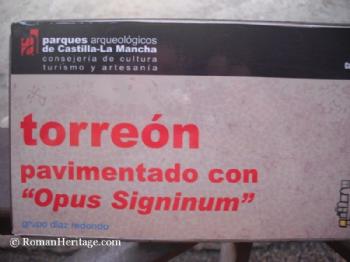 parques arqueológicos
de Castilla-La Mancha
consejería de cultura
turismo y artesanía
torreón
pavimentado con
"Opus Signinum"
grupo díaz redondo
© RomanHeritage.com